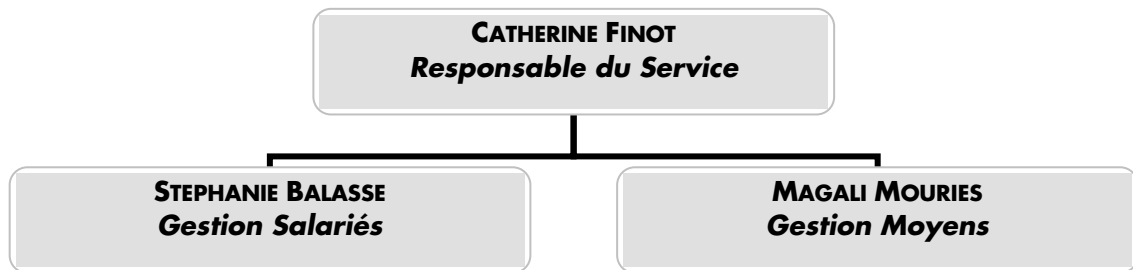 CATHERINE FINOT
Responsable du Service
STEPHANIE BALASSE
Gestion Salariés
MAGALI MOURIES
Gestion Moyens